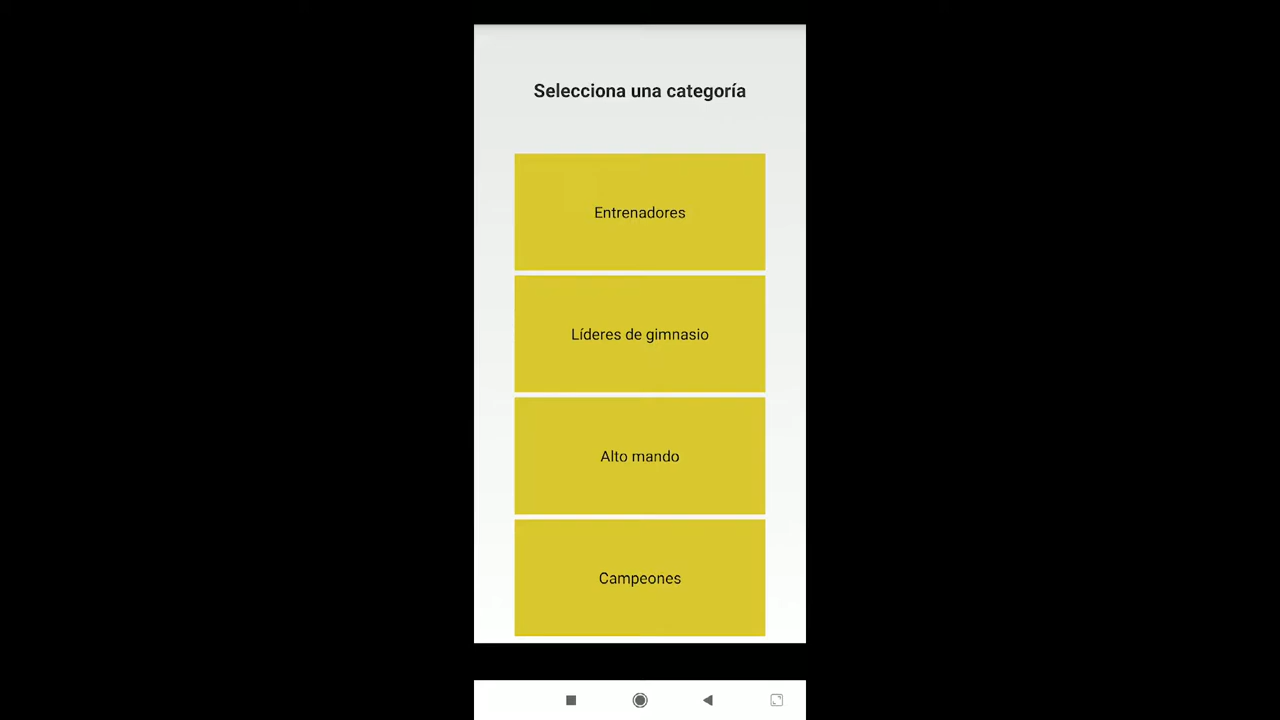 Selecciona una categoría
Entrenadores
Líderes de gimnasio
Alto mando
Campeones